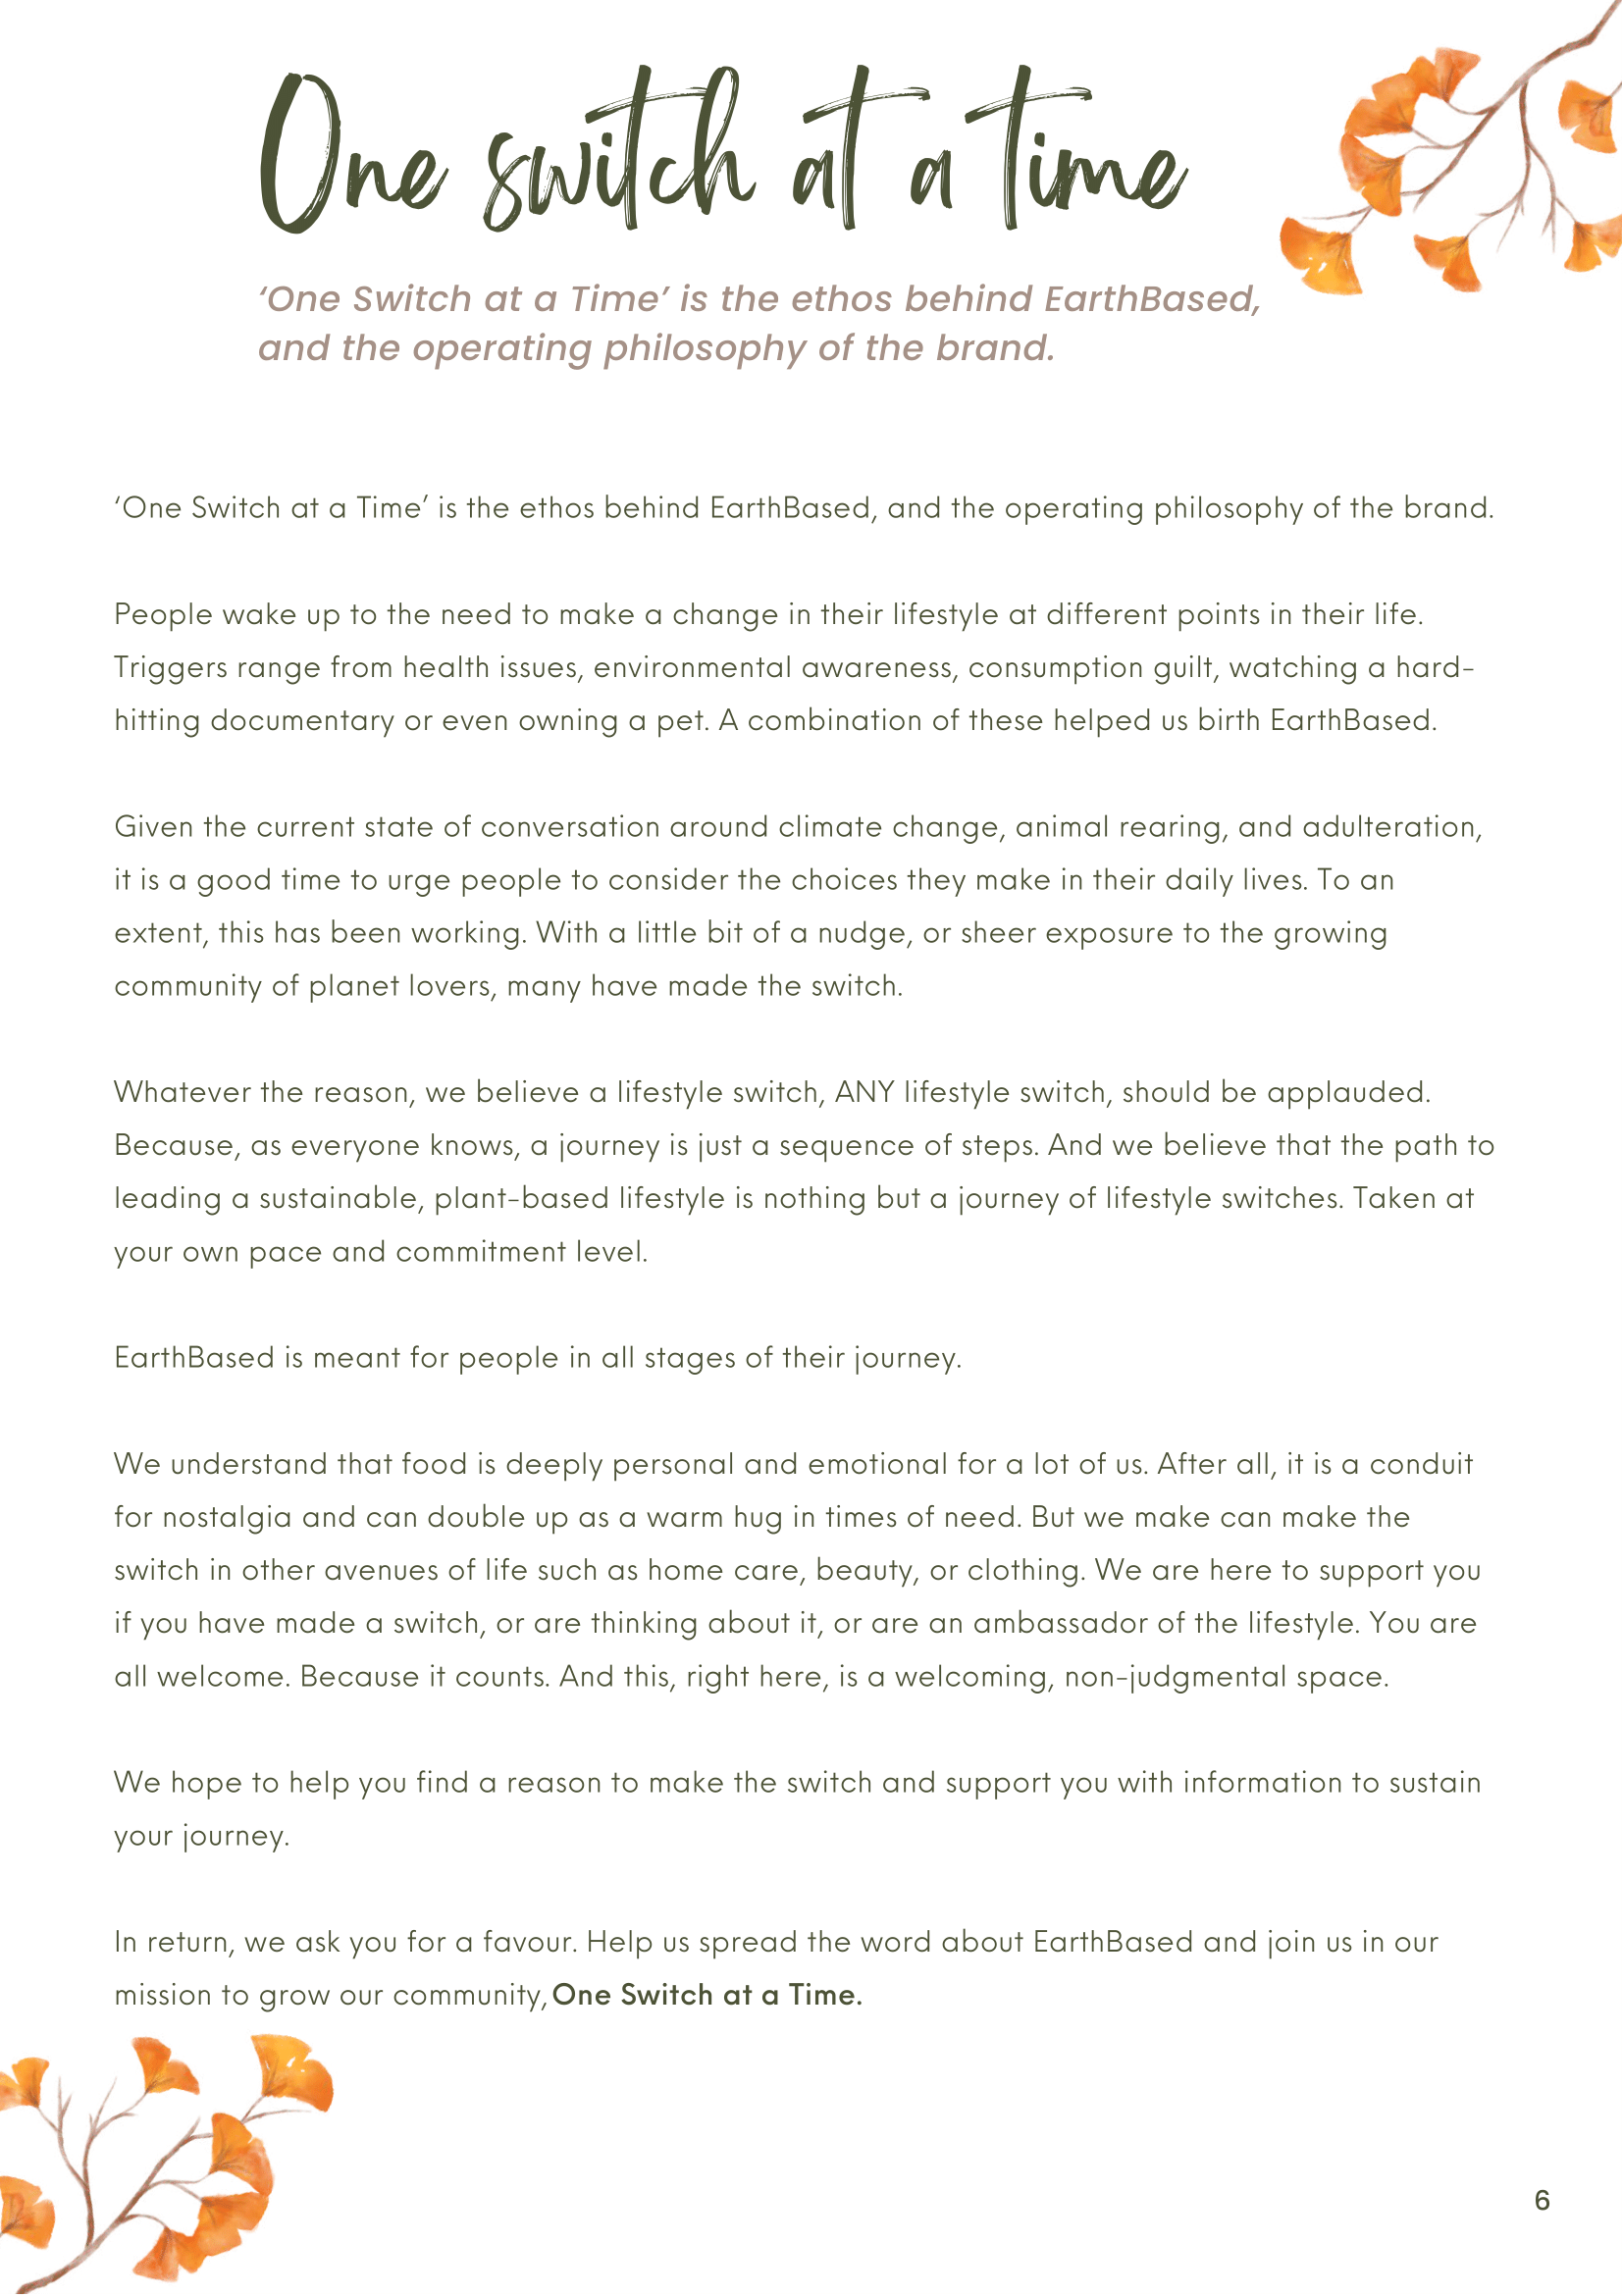 One switch at a time
‘One Switch at a Time’ is the ethos behind EarthBased,
and the operating philosophy of the brand.
‘One Switch at a Time’ is the ethos behind EarthBased, and the operating philosophy of the brand.
People wake up to the need to make a change in their lifestyle at different points in their life.
Triggers range from health issues, environmental awareness, consumption guilt, watching a hard-
hitting documentary or even owning a pet. A combination of these helped us birth EarthBased.
Given the current state of conversation around climate change, animal rearing, and adulteration,
it is a good time to urge people to consider the choices they make in their daily lives. To an
extent, this has been working. With a little bit of a nudge, or sheer exposure to the growing
community of planet lovers, many have made the switch.
Whatever the reason, we believe a lifestyle switch, ANY lifestyle switch, should be applauded.
Because, as everyone knows, a journey is just a sequence of steps. And we believe that the path to
leading a sustainable, plant-based lifestyle is nothing but a journey of lifestyle switches. Taken at
your own pace and commitment level.
EarthBased is meant for people in all stages of their journey.
We understand that food is deeply personal and emotional for a lot of us. After all, it is a conduit
for nostalgia and can double up as a warm hug in times of need. But we make can make the
switch in other avenues of life such as home care, beauty, or clothing. We are here to support you
if you have made a switch, or are thinking about it, or are an ambassador of the lifestyle. You are
all welcome. Because it counts. And this, right here, is a welcoming, non-judgmental space.
We hope to help you find a reason to make the switch and support you with information to sustain
your journey.
In return, we ask you for a favour. Help us spread the word about EarthBased and join us in our
mission to grow our community, One Switch at a Time.
6